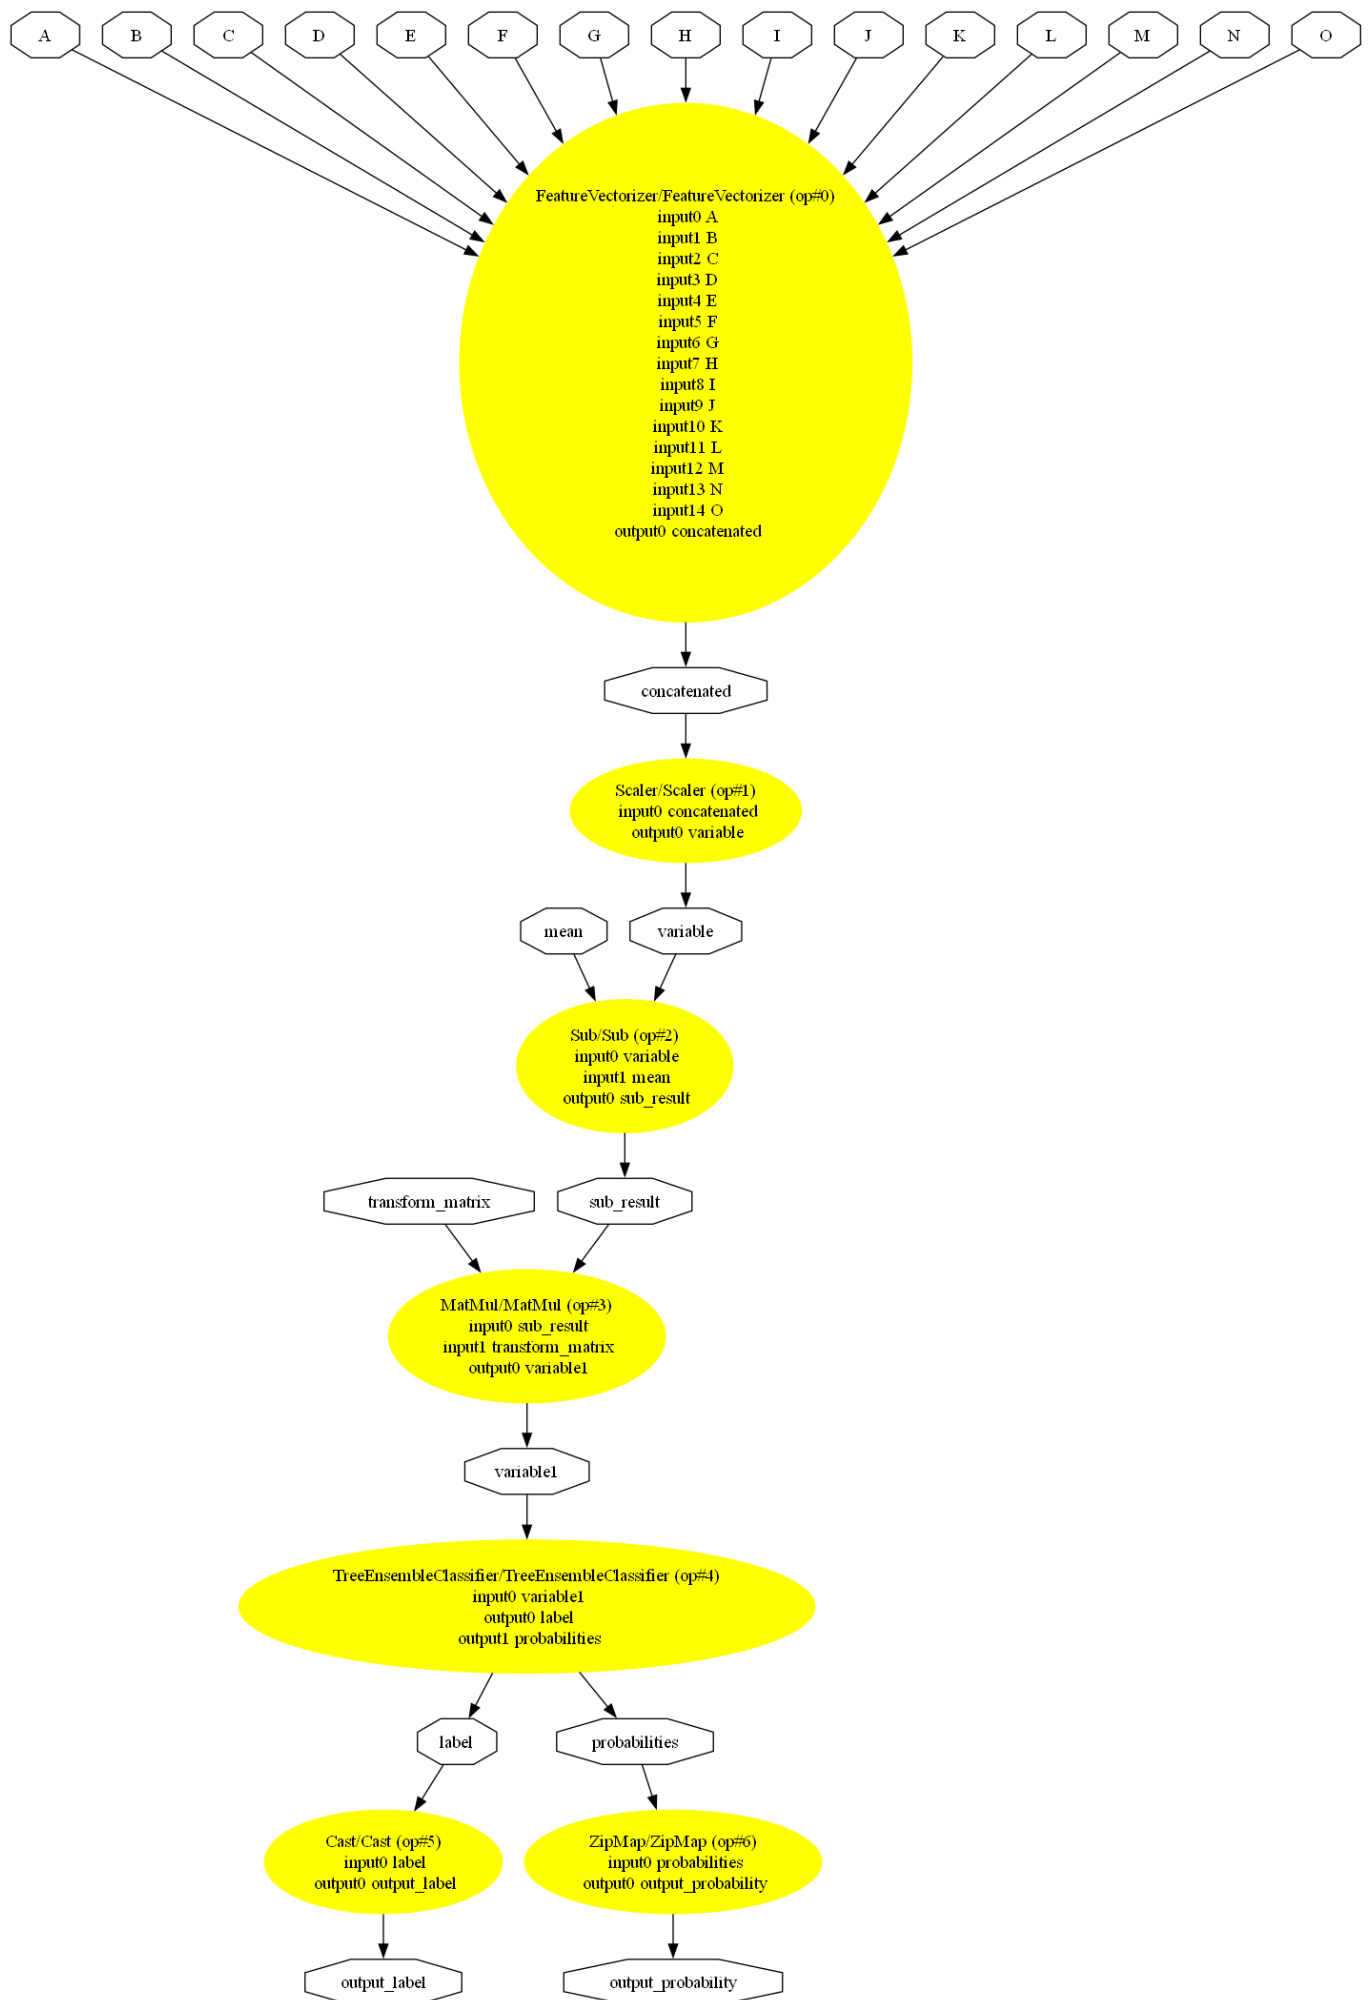 A B C D E F G H I J K L M N O
FeatureVectorizer/FeatureVectorizer (op#0)
input0 A
input1 B
input2 C
input3 D
input4 E
input5 F
input6 G
input7 H
input8 I
input9 J
input10 K
input11 L
input12 M
input13 N
input14 O
output0 concatenated
concatenated
Scaler/Scaler (op#1)
input0 concatenated
output0 variable
mean variable
Sub/Sub (op#2)
input0 variable
input1 mean
output0 sub_result
transform_matrix sub_result
MatMul/MatMul (op#3)
input0 sub_result
input1 transform_matrix
output0 variable1
variable1
TreeEnsembleClassifier/TreeEnsembleClassifier (op#4)
input0 variable1
output0 label
output1 probabilities
label probabilities
Cast/Cast (op#5)
input0 label
output0 output_label
ZipMap/ZipMap (op#6)
input0 probabilities
output0 output_probability
output_label output_probability